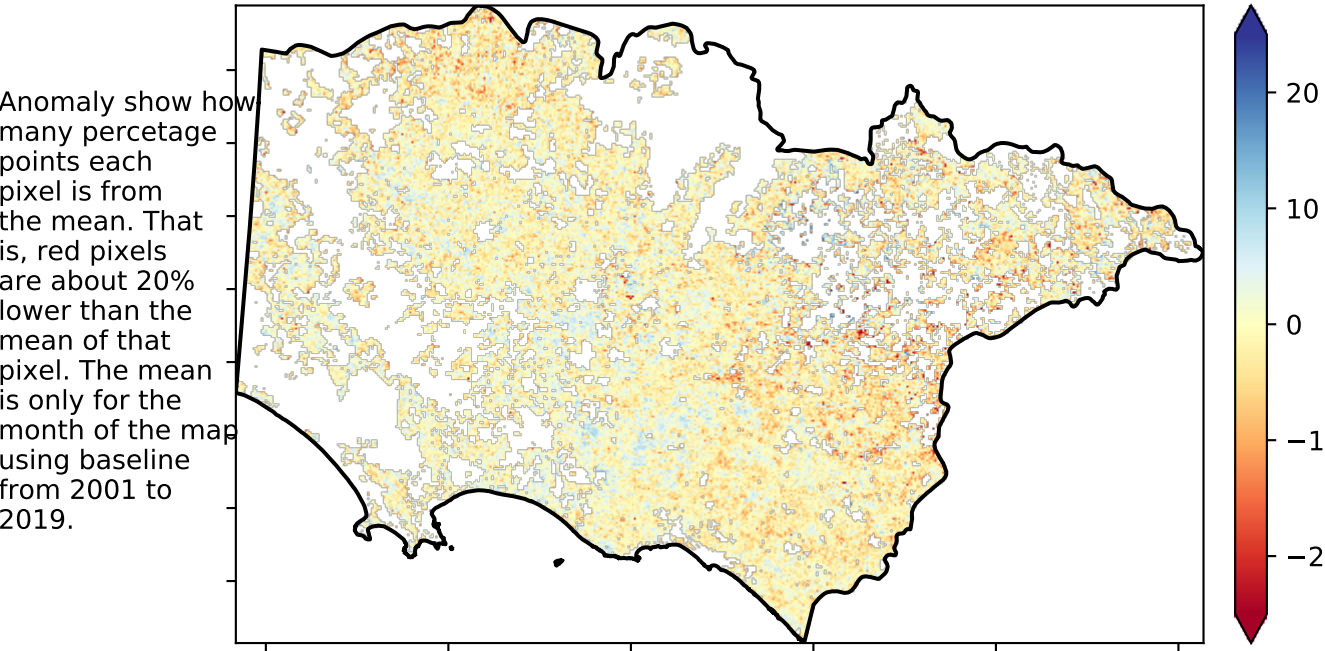 Anomaly show how
many percetage
points each
pixel is from
the mean. That
is, red pixels
are about 20%
lower than the
mean of that
pixel. The mean
is only for the
month of the map
using baseline
from 2001 to
2019.
20
10
0
−1
−2